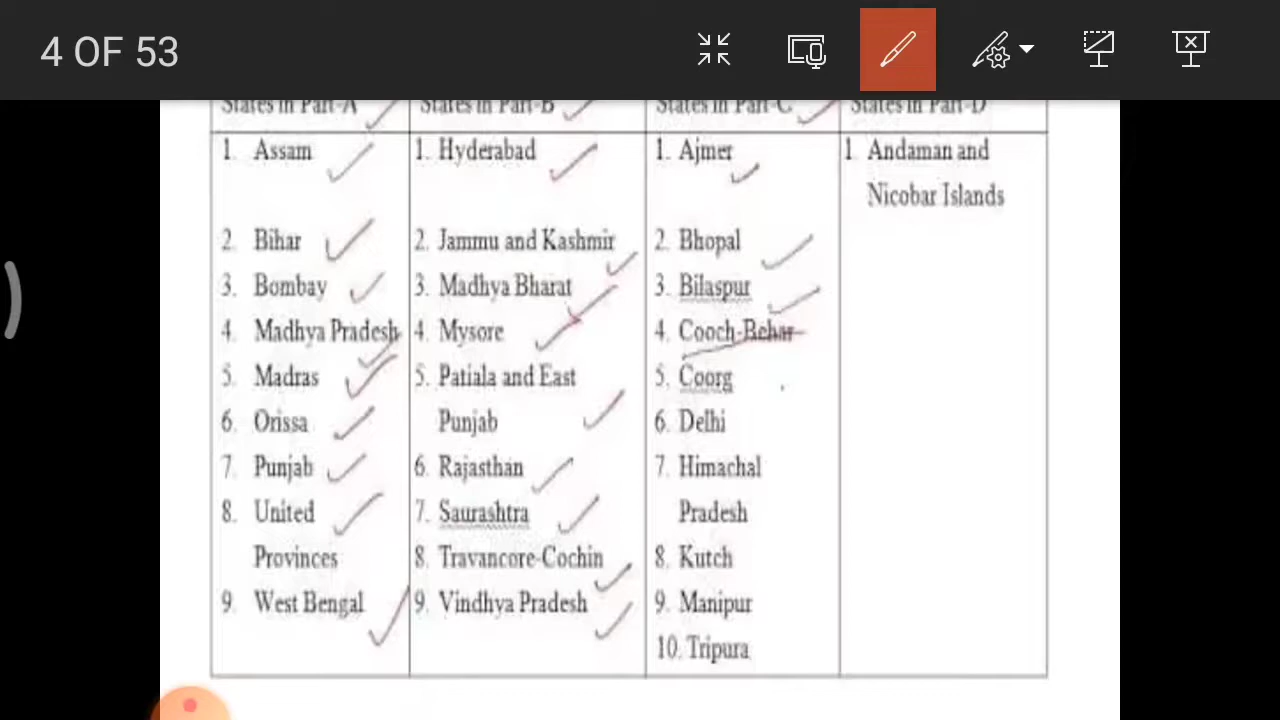 4 OF 53
States in Part-A States in Part-B States in Part-C States in Part-D
1. Assam 1. Hyderabad 1. Ajmer 1. Andaman and
Nicobar Islands
2. Bihar 2. Jammu and Kashmir 2. Bhopal
3. Bombay 3. Madhya Bharat 3. Bilaspur
4. Madhya Pradesh 4. Mysore 4. Cooch-Behar
5. Madras 5. Patiala and East 5. Coorg
6. Orissa Punjab 6. Delhi
7. Punjab 6. Rajasthan 7. Himachal
8. United 7. Saurashtra Pradesh
Provinces 8. Travancore-Cochin 8. Kutch
9. West Bengal 9. Vindhya Pradesh 9. Manipur
10. Tripura